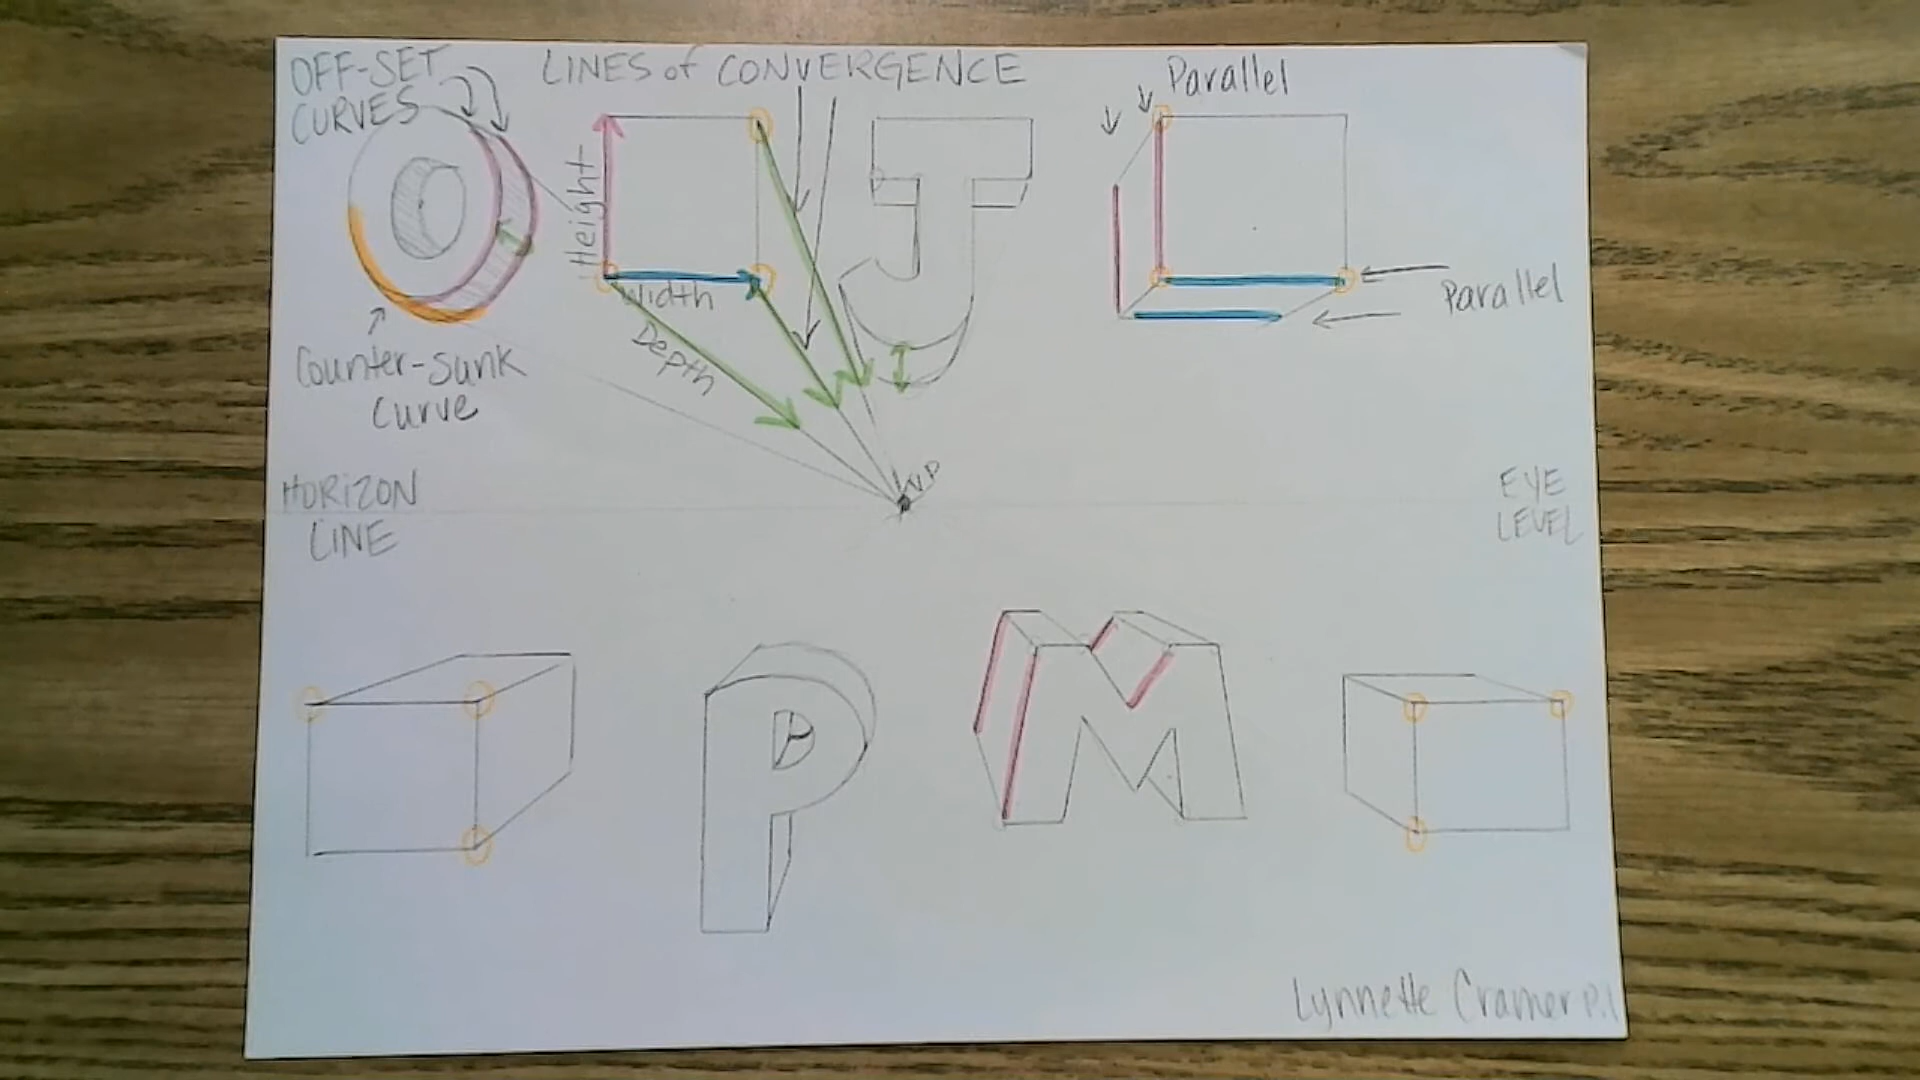 OFF-SET
CURVES
LINES of CONVERGENCE
Parallel
Height
Width
Depth
Parallel
Counter-sunk
Curve
HORIZON
LINE
VP
EYE
LEVEL
J
P
M
Lynnette Cramer P.1